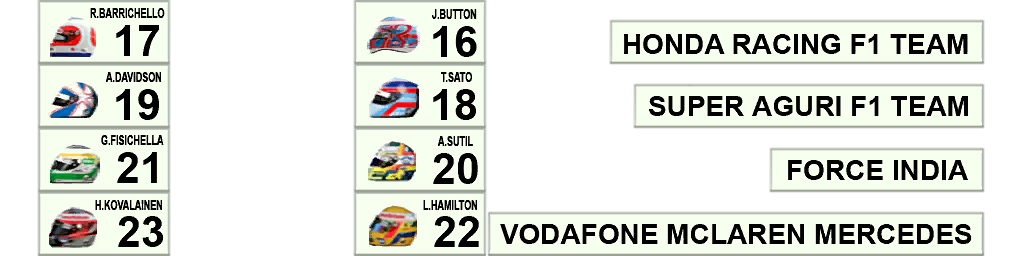 R.BARRICHELLO
17
J.BUTTON
16
HONDA RACING F1 TEAM
A.DAVIDSON
19
T.SATO
18
SUPER AGURI F1 TEAM
G.FISICHELLA
21
A.SUTIL
20
FORCE INDIA
H.KOVALAINEN
23
L.HAMILTON
22
VODAFONE MCLAREN MERCEDES